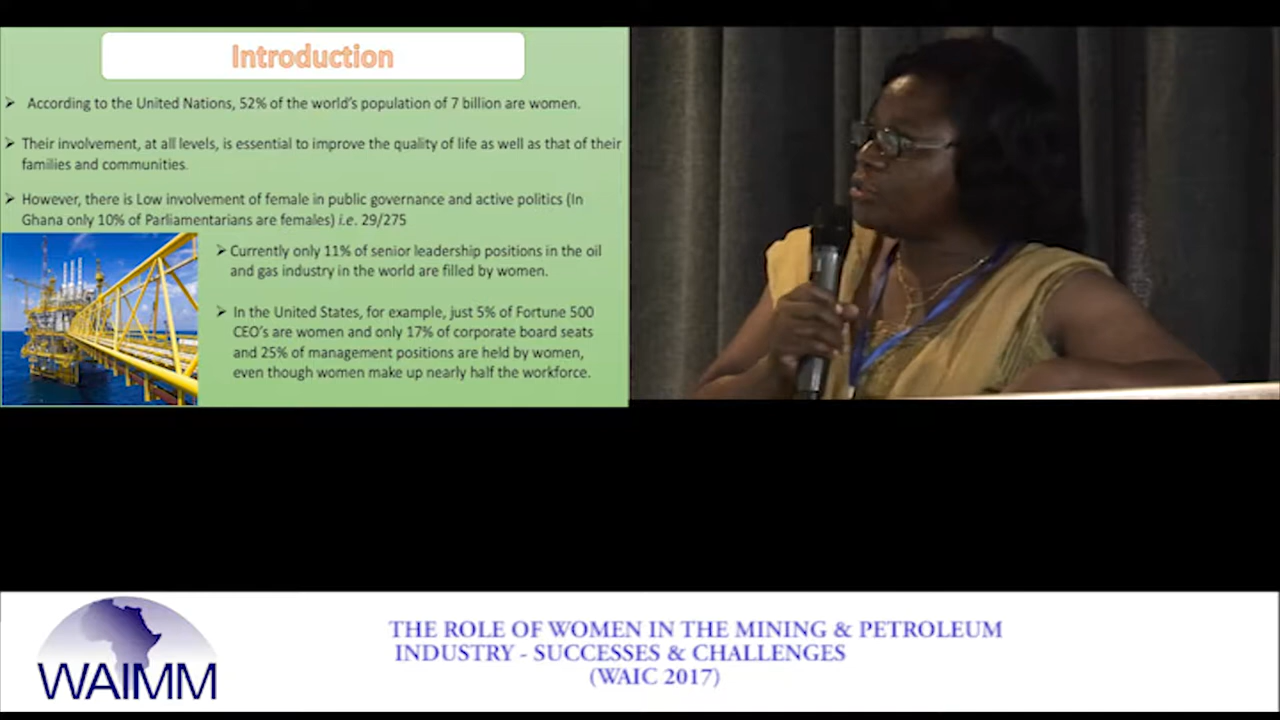 Introduction
➢ According to the United Nations, 52% of the world's population of 7 billion are women.
➢ Their involvement, at all levels, is essential to improve the quality of life as well as that of their
families and communities.
➢ However, there is Low involvement of female in public governance and active politics (In
Ghana only 10% of Parliamentarians are females) i.e. 29/275
➢ Currently only 11% of senior leadership positions in the oil
and gas industry in the world are filled by women.
➢ In the United States, for example, just 5% of Fortune 500
CEO's are women and only 17% of corporate board seats
and 25% of management positions are held by women,
even though women make up nearly half the workforce.
WAIMM
THE ROLE OF WOMEN IN THE MINING & PETROLEUM
INDUSTRY - SUCCESSES & CHALLENGES
(WAIC 2017)